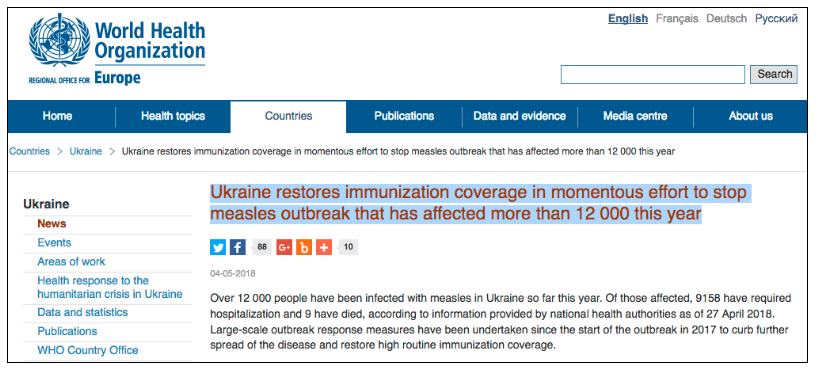 English Français Deutsch Русский
World Health
Organization
REGIONAL OFFICE FOR Europe
Search
Home Health topics Countries Publications Data and evidence Media centre About us
Countries > Ukraine > Ukraine restores immunization coverage in momentous effort to stop measles outbreak that has affected more than 12 000 this year
Ukraine
News
Events
Areas of work
Health response to the
humanitarian crisis in Ukraine
Data and statistics
Publications
WHO Country Office
Ukraine restores immunization coverage in momentous effort to stop
measles outbreak that has affected more than 12 000 this year
88 G+ 10
04-05-2018
Over 12 000 people have been infected with measles in Ukraine so far this year. Of those affected, 9158 have required
hospitalization and 9 have died, according to information provided by national health authorities as of 27 April 2018.
Large-scale outbreak response measures have been undertaken since the start of the outbreak in 2017 to curb further
spread of the disease and restore high routine immunization coverage.